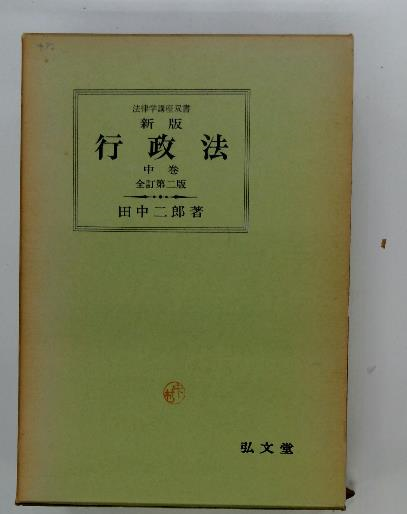 法律学講座双書
新版
行政法
中巻
全訂第二版
田中二郎著
弘文堂